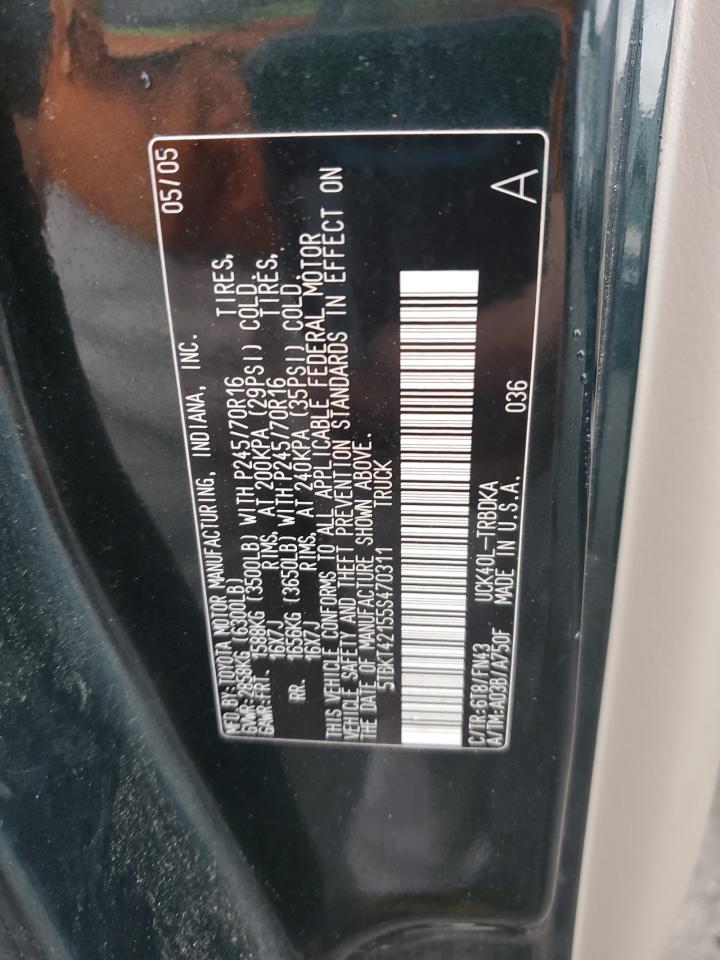 MFD BY: TOYOTA MOTOR MANUFACTURING, INDIANA, INC. 05/05
GVWR: 2858KG (6300LB)
GAWR: FRT. 1588KG (3500LB) WITH P245/70R16 TIRES,
16X7J RIMS, AT 200KPA (29PSI) COLD.
RR. 1656KG (3650LB) WITH P245/70R16 TIRES,
16X7J RIMS, AT 240KPA (35PSI) COLD.
THIS VEHICLE CONFORMS TO ALL APPLICABLE FEDERAL MOTOR
VEHICLE SAFETY AND THEFT PREVENTION STANDARDS IN EFFECT ON
THE DATE OF MANUFACTURE SHOWN ABOVE.
5TBKT42155S470311 TRUCK
C/TR: 6T8/FN43 UCK40L-TRBDKA 036
A/TM: A03B/A750F MADE IN U.S.A. A